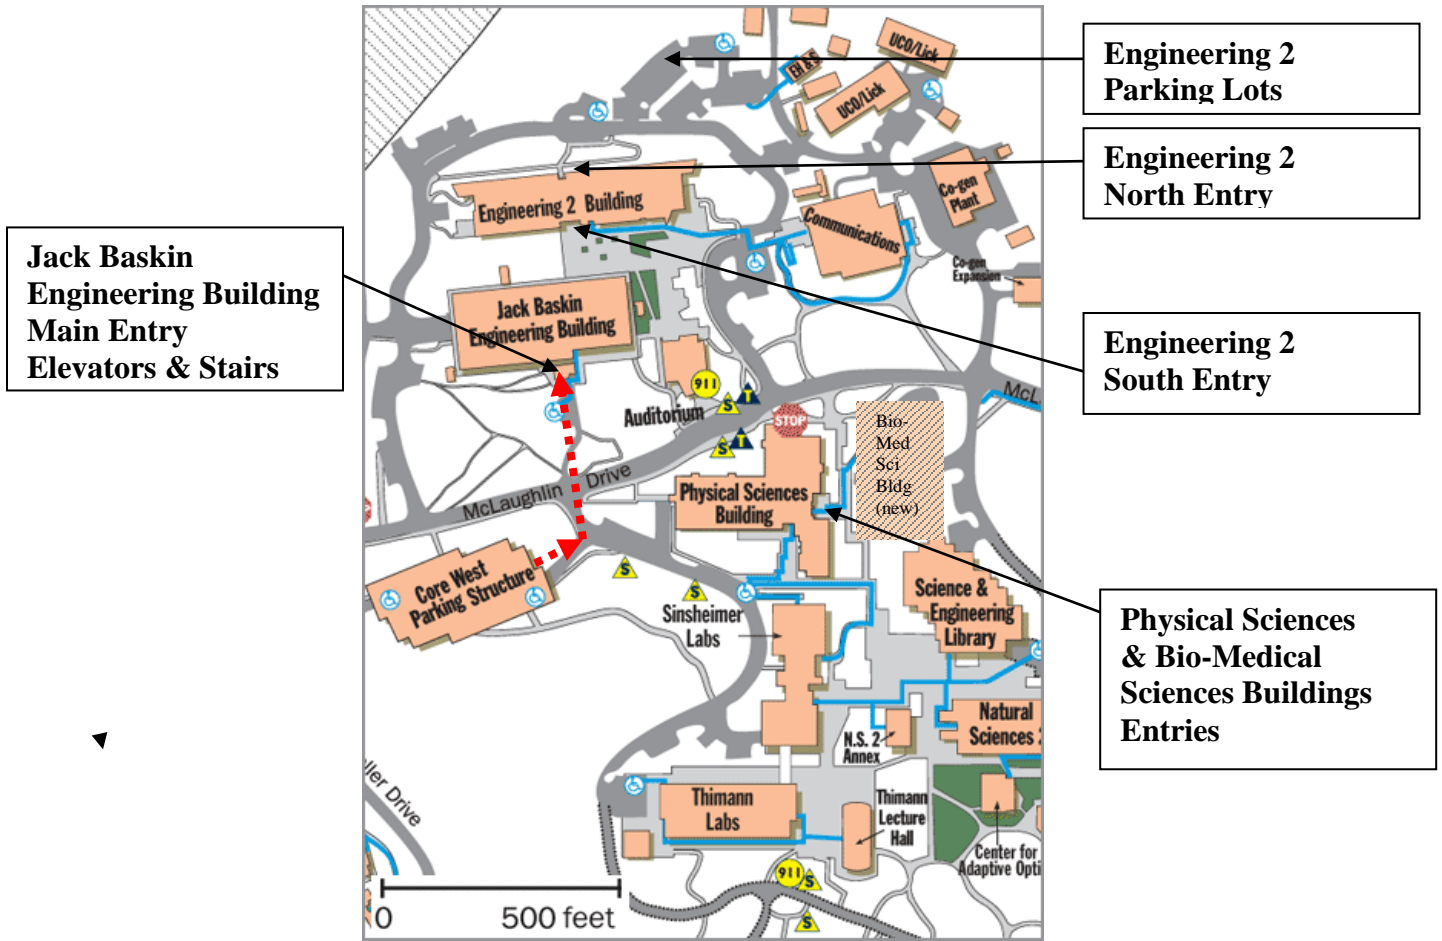 Engineering 2
Parking Lots
Engineering 2
North Entry
Jack Baskin
Engineering Building
Main Entry
Elevators & Stairs
Engineering 2
South Entry
Physical Sciences
& Bio-Medical
Sciences Buildings
Entries
UCO/Lick
EH & S
UCO/Lick
Co-gen
Plant
Engineering 2 Building
Communications
Co-gen
Expansion
Jack Baskin
Engineering Building
911
T
S
Auditorium
McL
STOP
T
S
Bio-
Med
Sci
Bldg
(new)
McLaughlin Drive
Physical Sciences
Building
Core West
Parking Structure
S
S
Sinsheimer
Labs
Science &
Engineering
Library
Natural
Sciences 2
N.S. 2
Annex
ller Drive
Thimann
Labs
Thimann
Lecture
Hall
Center for
Adaptive Opti
911
S
S
0 500 feet